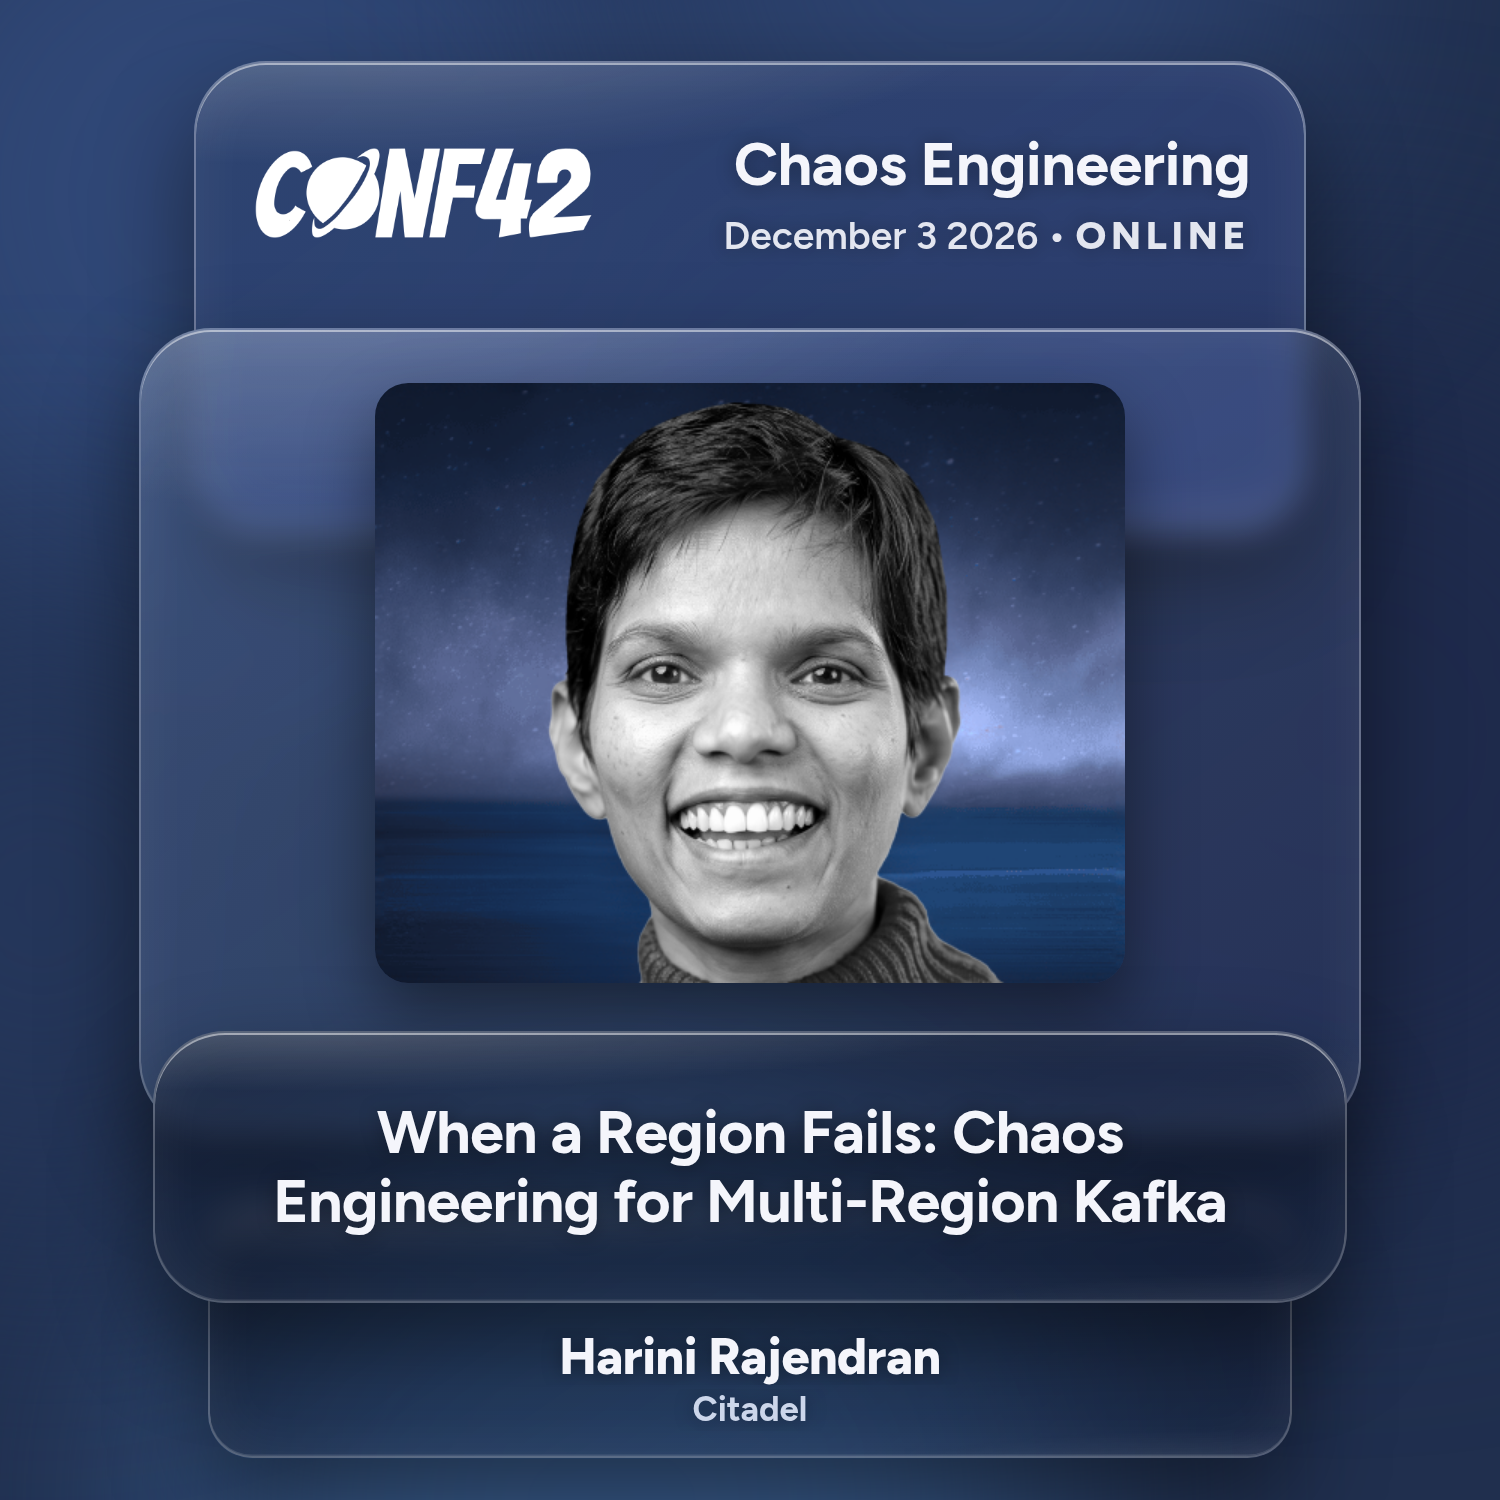 CONF42
Chaos Engineering
December 3 2026 • ONLINE
When a Region Fails: Chaos
Engineering for Multi-Region Kafka
Harini Rajendran
Citadel